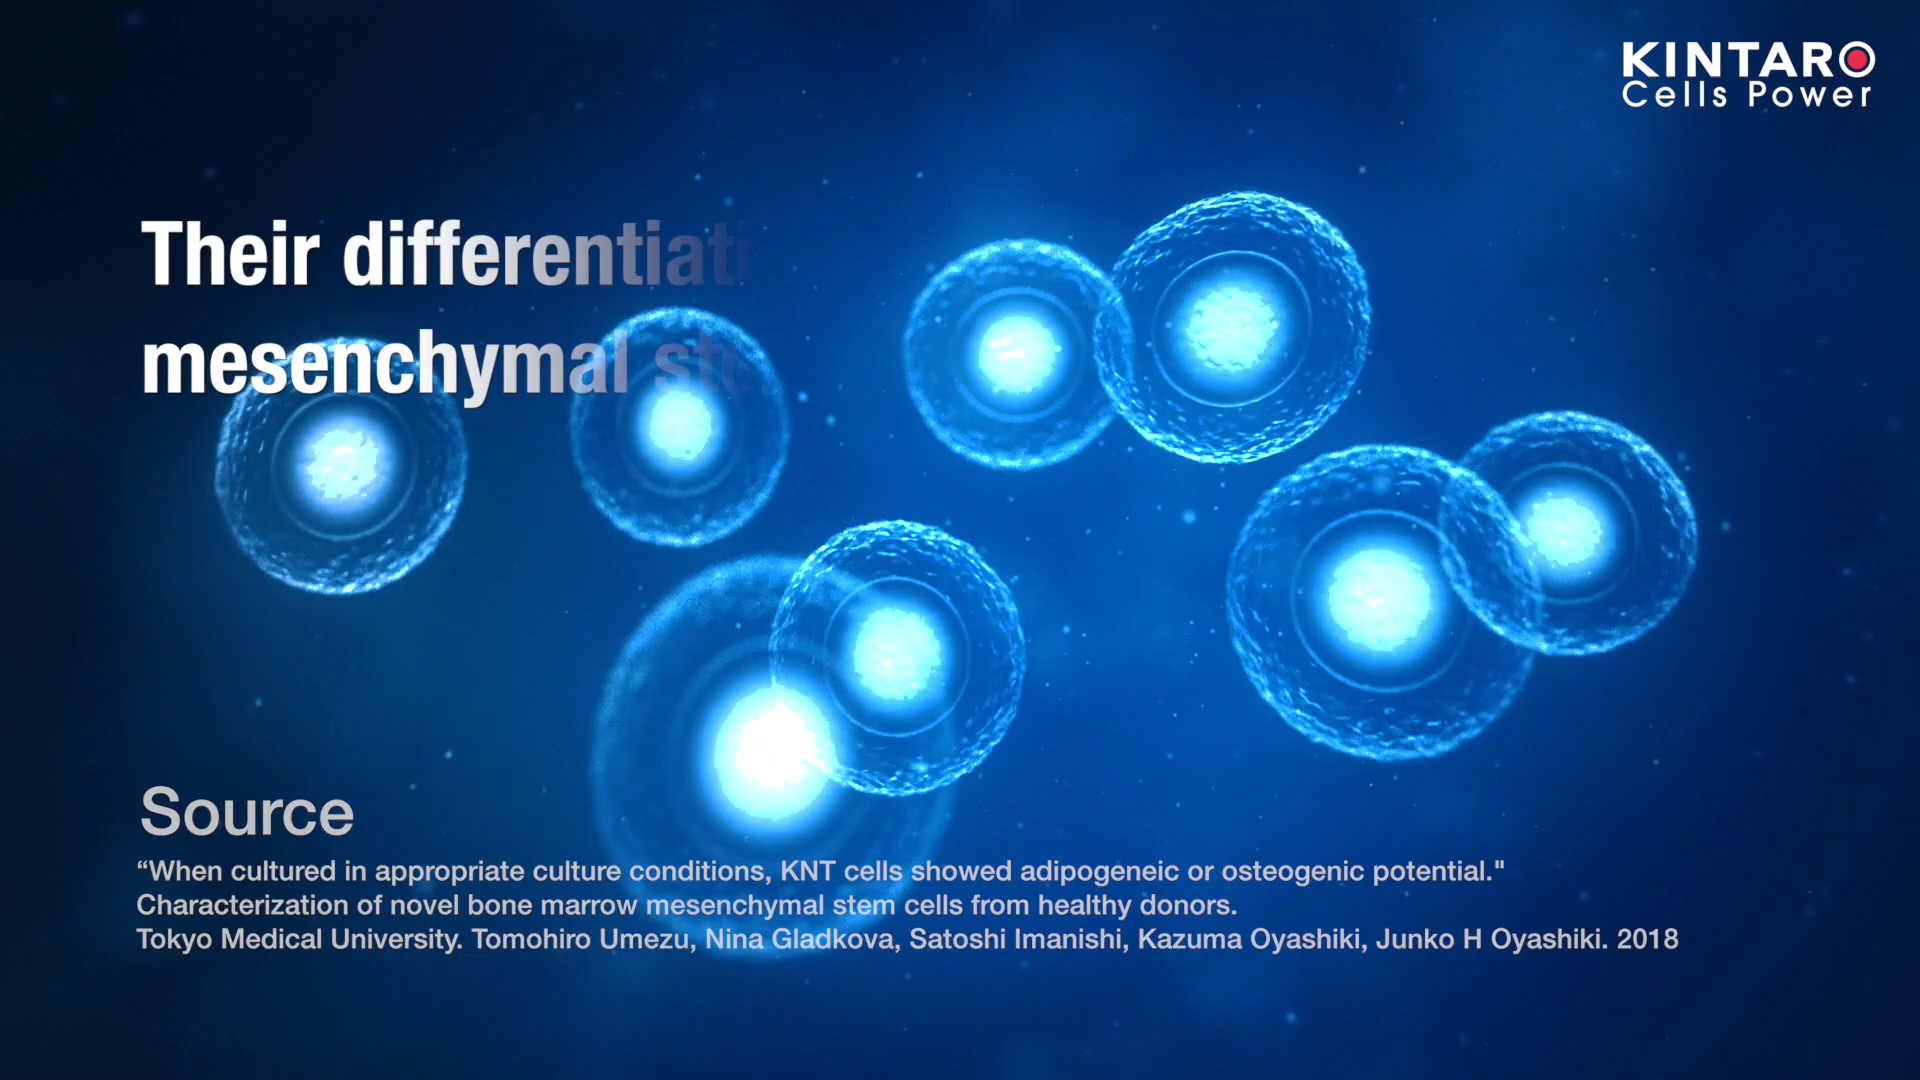 KINTARO
Cells Power
Their
mesenchymal
Source
“When cultured in appropriate culture conditions, KNT cells showed adipogeneic or osteogenic potential."
Characterization of novel bone marrow mesenchymal stem cells from healthy donors.
Tokyo Medical University. Tomohiro Umezu, Nina Gladkova, Satoshi Imanishi, Kazuma Oyashiki, Junko H Oyashiki. 2018